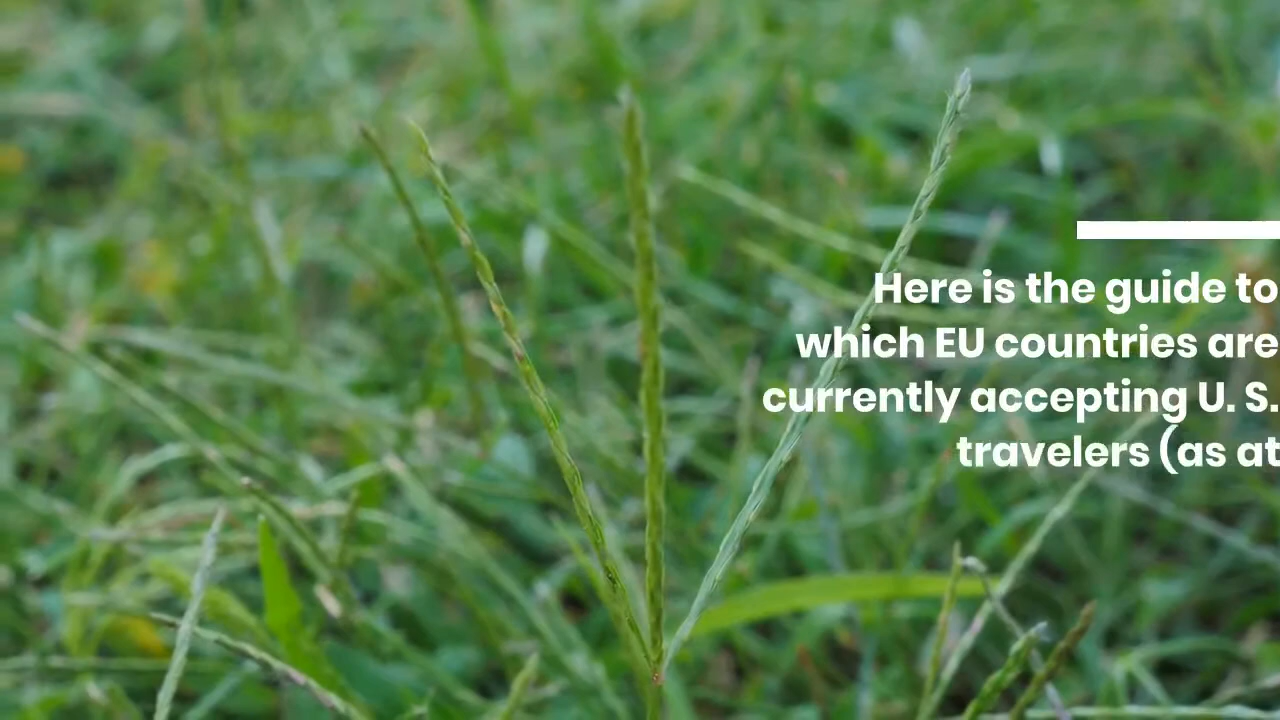 Here is the guide to
which EU countries are
currently accepting U. S.
travelers (as at